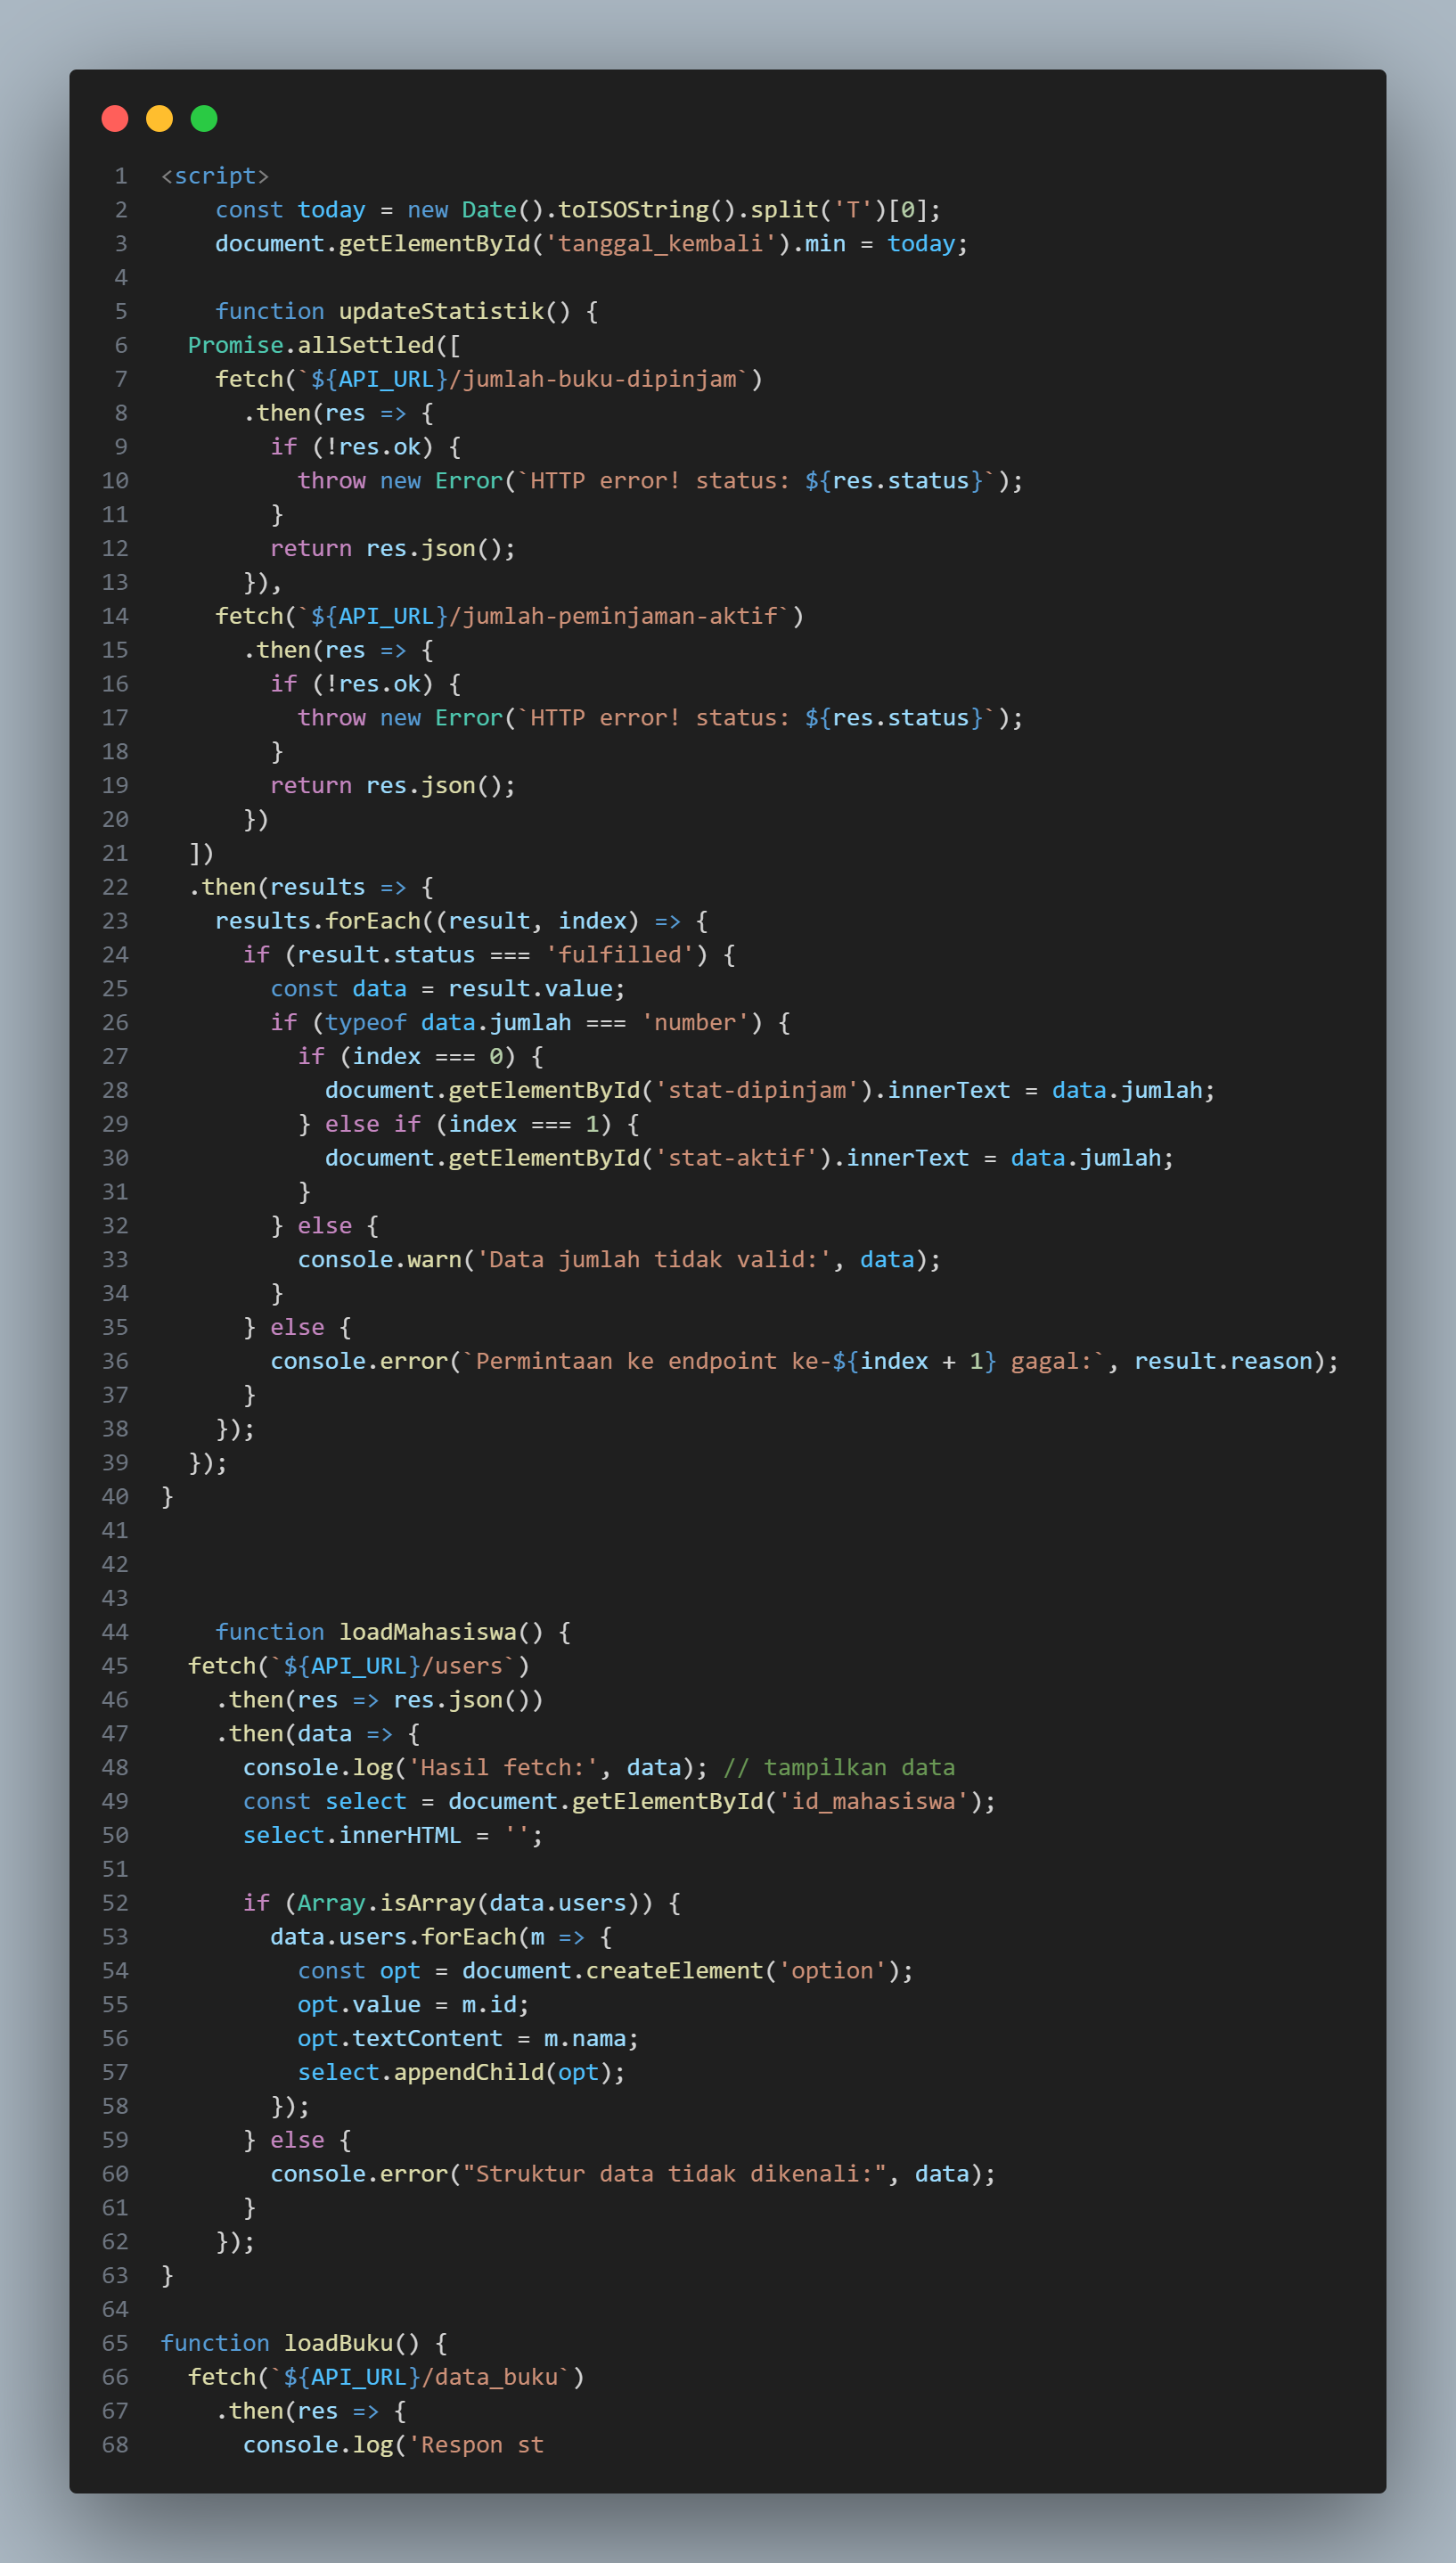 1 <script>
2     const today = new Date().toISOString().split('T')[0];
3     document.getElementById('tanggal_kembali').min = today;
4
5     function updateStatistik() {
6   Promise.allSettled([
7     fetch(`${API_URL}/jumlah-buku-dipinjam`)
8       .then(res => {
9         if (!res.ok) {
10           throw new Error(`HTTP error! status: ${res.status}`);
11         }
12         return res.json();
13       }),
14     fetch(`${API_URL}/jumlah-peminjaman-aktif`)
15       .then(res => {
16         if (!res.ok) {
17           throw new Error(`HTTP error! status: ${res.status}`);
18         }
19         return res.json();
20       })
21   ])
22   .then(results => {
23     results.forEach((result, index) => {
24       if (result.status === 'fulfilled') {
25         const data = result.value;
26         if (typeof data.jumlah === 'number') {
27           if (index === 0) {
28             document.getElementById('stat-dipinjam').innerText = data.jumlah;
29           } else if (index === 1) {
30             document.getElementById('stat-aktif').innerText = data.jumlah;
31           }
32         } else {
33           console.warn('Data jumlah tidak valid:', data);
34         }
35       } else {
36         console.error(`Permintaan ke endpoint ke-${index + 1} gagal:`, result.reason);
37       }
38     });
39   });
40 }
41
42
43
44     function loadMahasiswa() {
45   fetch(`${API_URL}/users`)
46     .then(res => res.json())
47     .then(data => {
48       console.log('Hasil fetch:', data); // tampilkan data
49       const select = document.getElementById('id_mahasiswa');
50       select.innerHTML = '';
51
52       if (Array.isArray(data.users)) {
53         data.users.forEach(m => {
54           const opt = document.createElement('option');
55           opt.value = m.id;
56           opt.textContent = m.nama;
57           select.appendChild(opt);
58         });
59       } else {
60         console.error("Struktur data tidak dikenali:", data);
61       }
62     });
63 }
64
65 function loadBuku() {
66   fetch(`${API_URL}/data_buku`)
67     .then(res => {
68       console.log('Respon st